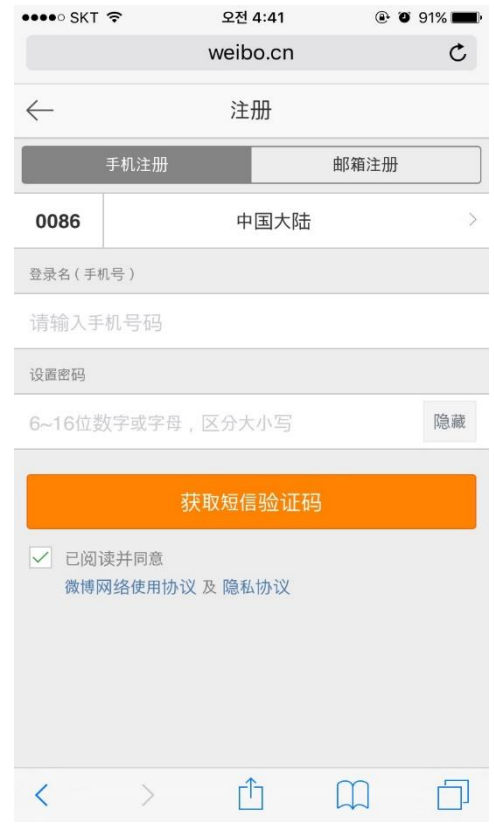 SKT 오전 4:41 91%
weibo.cn
注册
手机注册 邮箱注册
0086 中国大陆
登录名（手机号）
请输入手机号码
设置密码
6~16位数字或字母，区分大小写 隐藏
获取短信验证码
已阅读并同意
微博网络使用协议 及 隐私协议